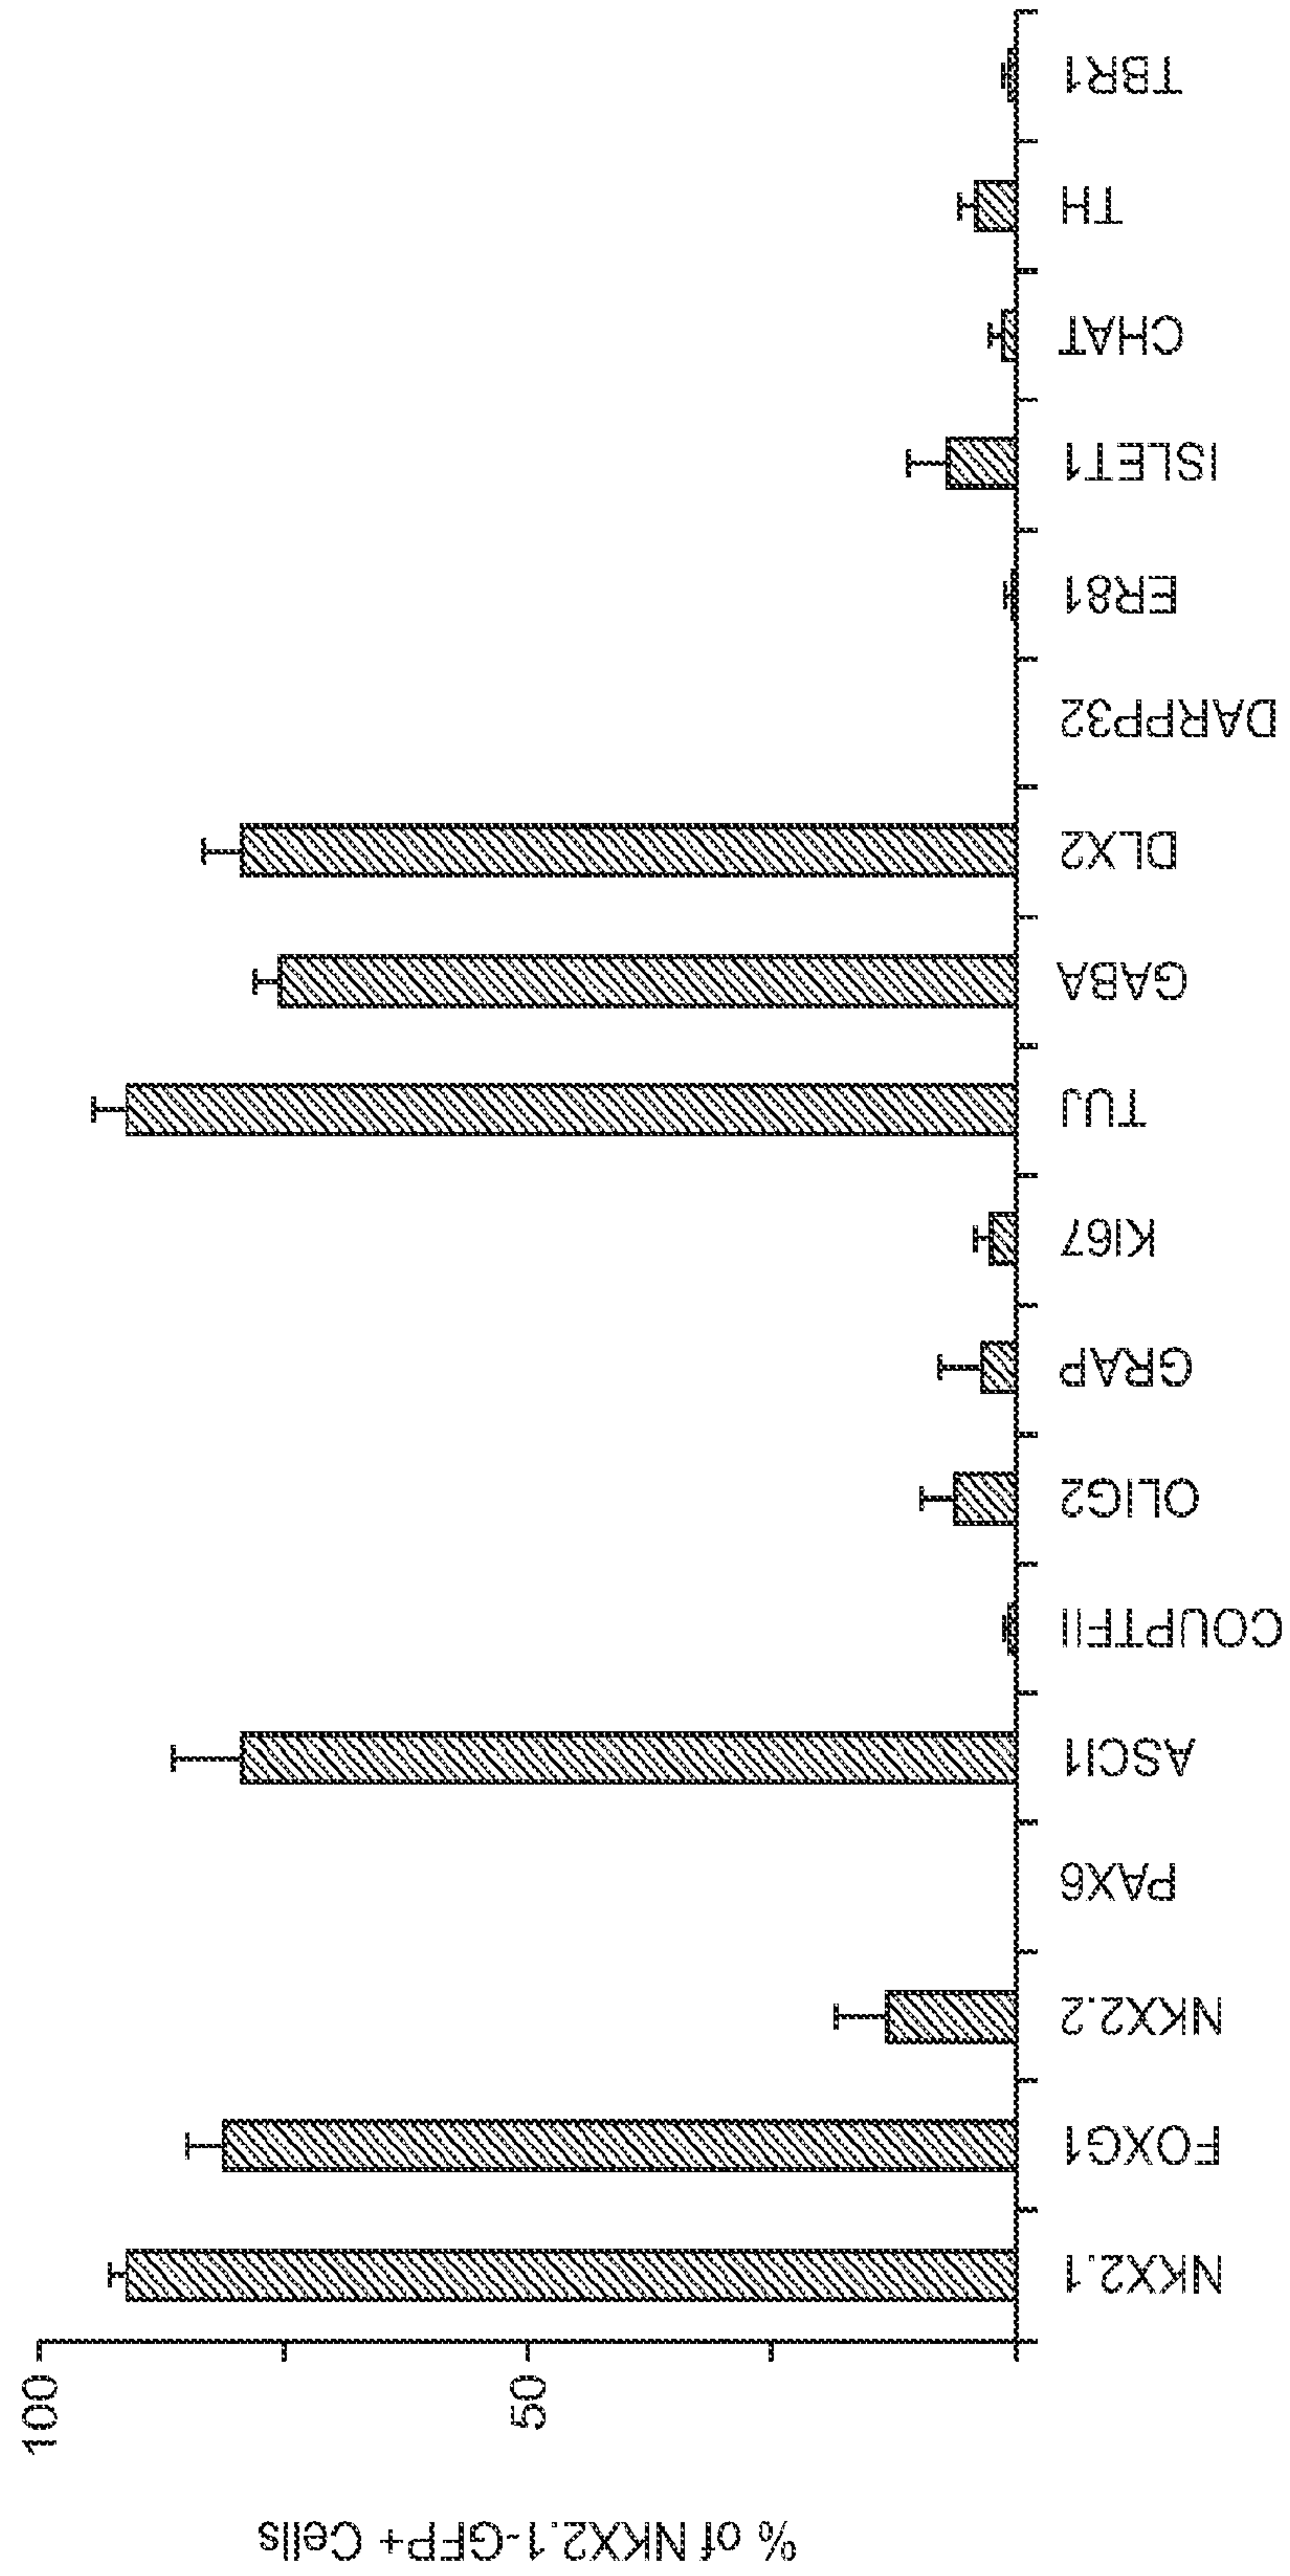 % of NKX2.1-GFP+ Cells
100
50
NKX2.1
FOXG1
NKX2.2
PAX6
ASCl1
COUPTFII
OLIG2
GRAP
KI67
TUJ
GABA
DLX2
DARPP32
ER81
ISLET1
CHAT
TH
TBR1